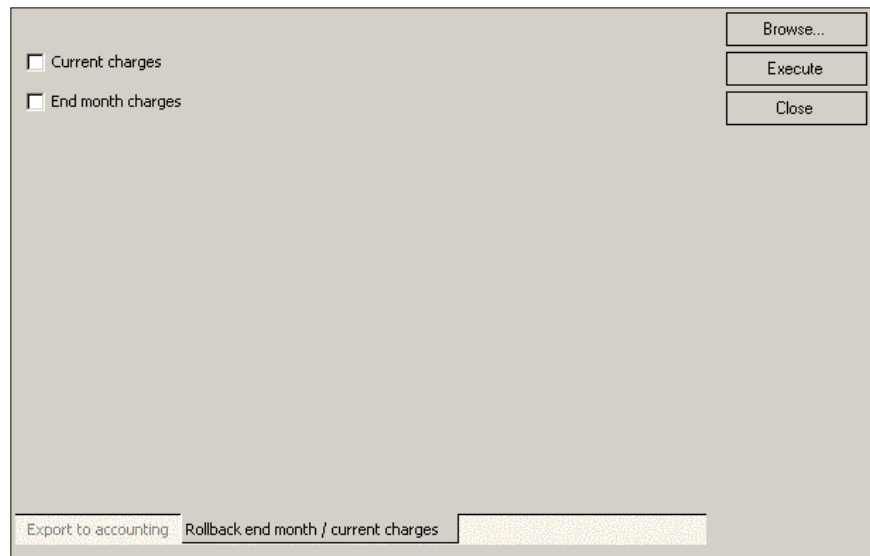 Browse...
Current charges
Execute
End month charges
Close
Export to accounting
Rollback end month / current charges